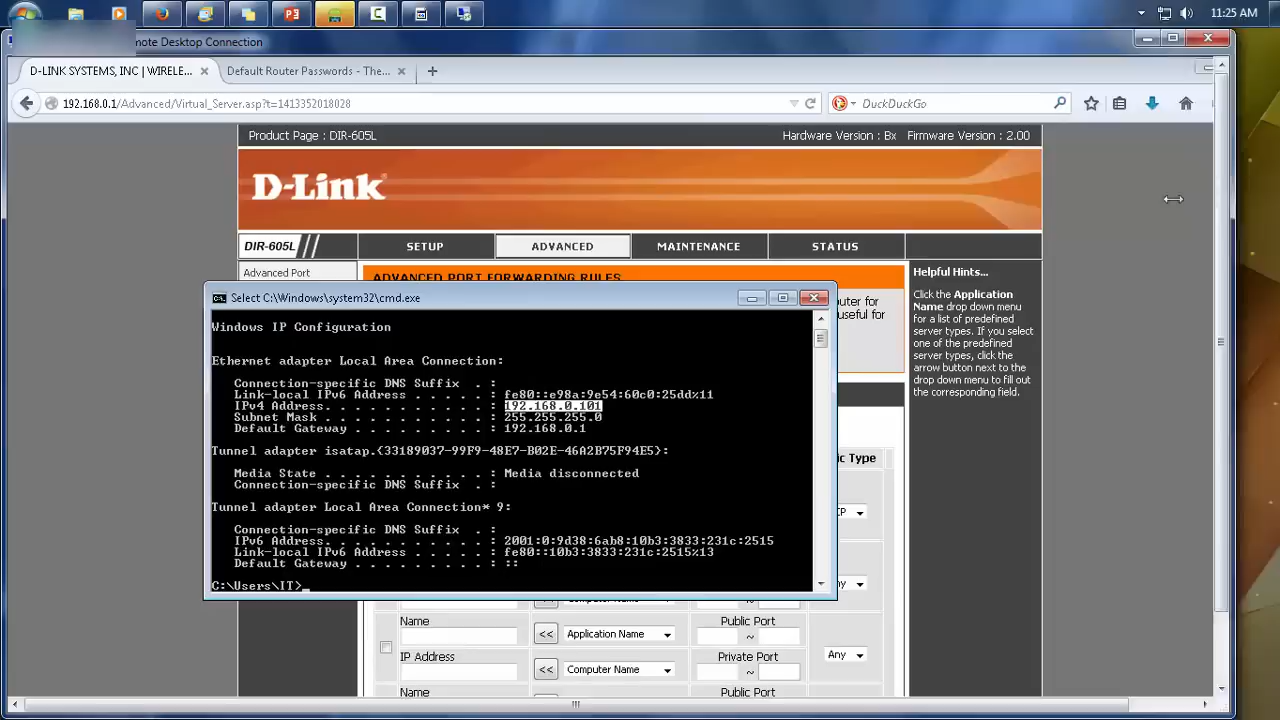 11:25 AM
mote Desktop Connection
D-LINK SYSTEMS, INC | WIRELE... × Default Router Passwords - The... × +
192.168.0.1/Advanced/Virtual_Server.asp?t=1413352018028 DuckDuckGo
Product Page : DIR-605L Hardware Version : Bx Firmware Version : 2.00
D-Link
DIR-605L SETUP ADVANCED MAINTENANCE STATUS
Advanced Port
ADVANCED PORT FORWARDING RULES
Helpful Hints...
Click the Application
Name drop down menu
for a list of predefined
server types. If you select
one of the predefined
server types, click the
arrow button next to the
drop down menu to fill out
the corresponding field.
puter for
useful for
Select C:\Windows\system32\cmd.exe
Windows IP Configuration
Ethernet adapter Local Area Connection:
Connection-specific DNS Suffix . :
Link-local IPv6 Address . . . . . : fe80::e98a:9e54:60c0:25dd%11
IPv4 Address. . . . . . . . . . . : 192.168.0.101
Subnet Mask . . . . . . . . . . . : 255.255.255.0
Default Gateway . . . . . . . . . : 192.168.0.1
Tunnel adapter isatap.{33189037-99F9-48E7-B02E-46A2B75F94E5}:
Media State . . . . . . . . . . . : Media disconnected
Connection-specific DNS Suffix . :
Tunnel adapter Local Area Connection* 9:
Connection-specific DNS Suffix . :
IPv6 Address. . . . . . . . . . . : 2001:0:9d38:6ab8:10b3:3833:231c:2515
Link-local IPv6 Address . . . . . : fe80::10b3:3833:231c:2515%13
Default Gateway . . . . . . . . . : ::
C:\Users\IT>_
ic Type
CP
ny
Computer Name
Name Public Port
<< Application Name ~
Any
IP Address Private Port
<< Computer Name ~
Name Public Port